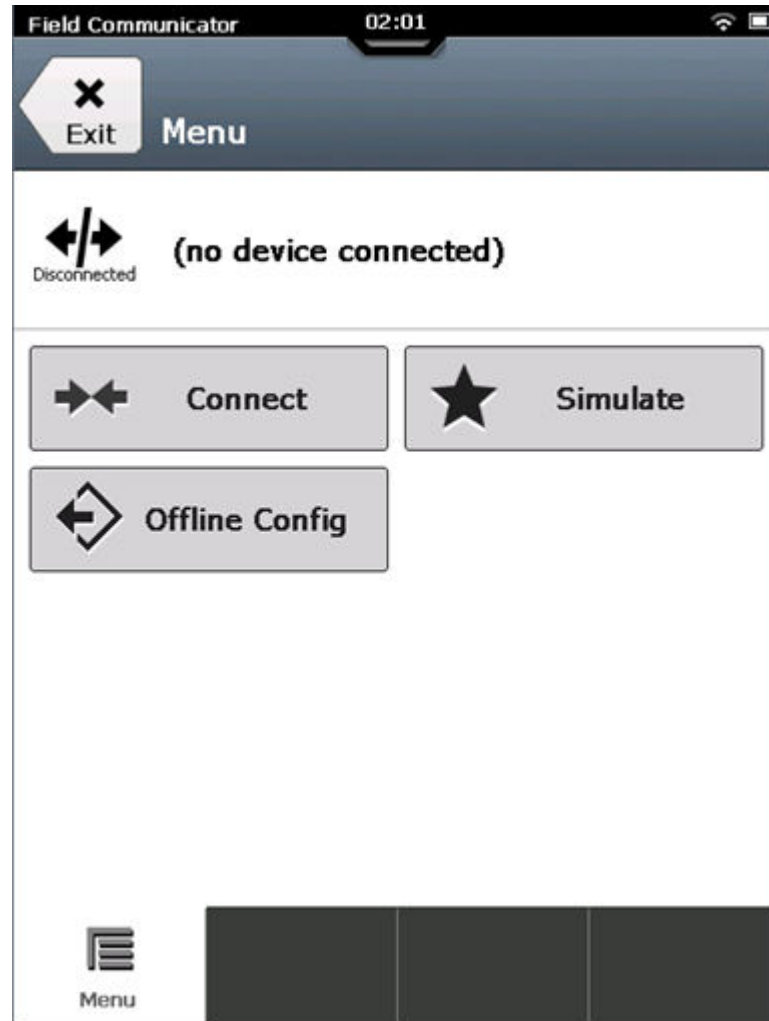 Field Communicator 02:01
Exit Menu
Disconnected (no device connected)
Connect Simulate
Offline Config
Menu